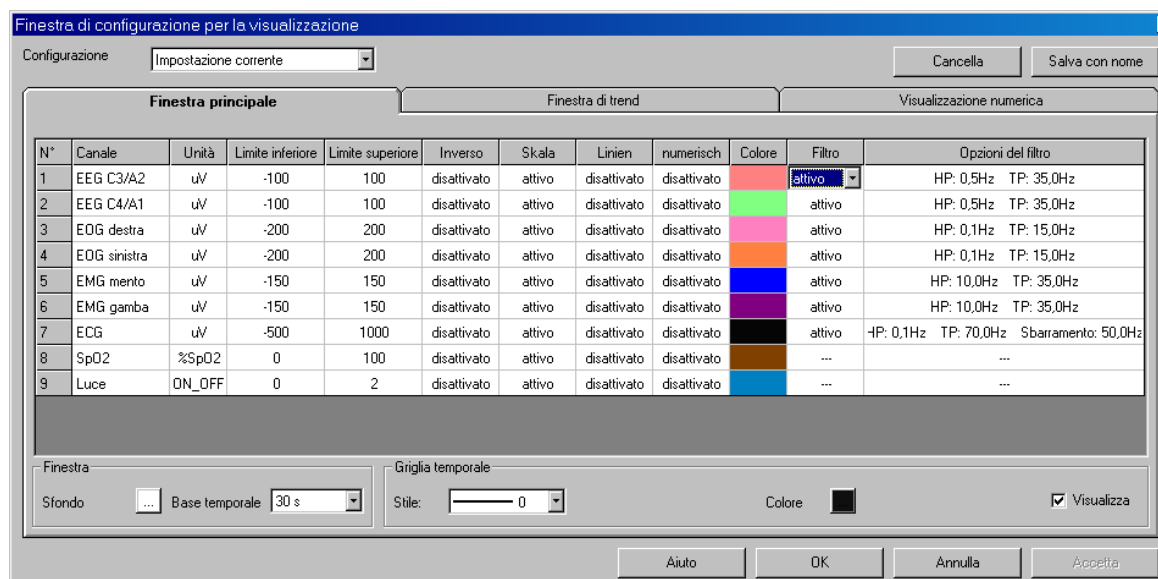 Finestra di configurazione per la visualizzazione
Configurazione Impostazione corrente Cancella Salva con nome
Finestra principale Finestra di trend Visualizzazione numerica
N° Canale Unità Limite inferiore Limite superiore Inverso Skala Linien numerisch Colore Filtro Opzioni del filtro
1 EEG C3/A2 uV -100 100 disattivato attivo disattivato disattivato attivo HP: 0,5Hz TP: 35,0Hz
2 EEG C4/A1 uV -100 100 disattivato attivo disattivato disattivato attivo HP: 0,5Hz TP: 35,0Hz
3 EOG destra uV -200 200 disattivato attivo disattivato disattivato attivo HP: 0,1Hz TP: 15,0Hz
4 EOG sinistra uV -200 200 disattivato attivo disattivato disattivato attivo HP: 0,1Hz TP: 15,0Hz
5 EMG mento uV -150 150 disattivato attivo disattivato disattivato attivo HP: 10,0Hz TP: 35,0Hz
6 EMG gamba uV -150 150 disattivato attivo disattivato disattivato attivo HP: 10,0Hz TP: 35,0Hz
7 ECG uV -500 1000 disattivato attivo disattivato disattivato attivo HP: 0,1Hz TP: 70,0Hz Sbarramento: 50,0Hz
8 SpO2 %SpO2 0 100 disattivato attivo disattivato disattivato --- ---
9 Luce ON_OFF 0 2 disattivato attivo disattivato disattivato --- ---
Finestra Griglia temporale
Sfondo ... Base temporale 30 s Stile: 0 Colore Visualizza
Aiuto OK Annulla Accetta